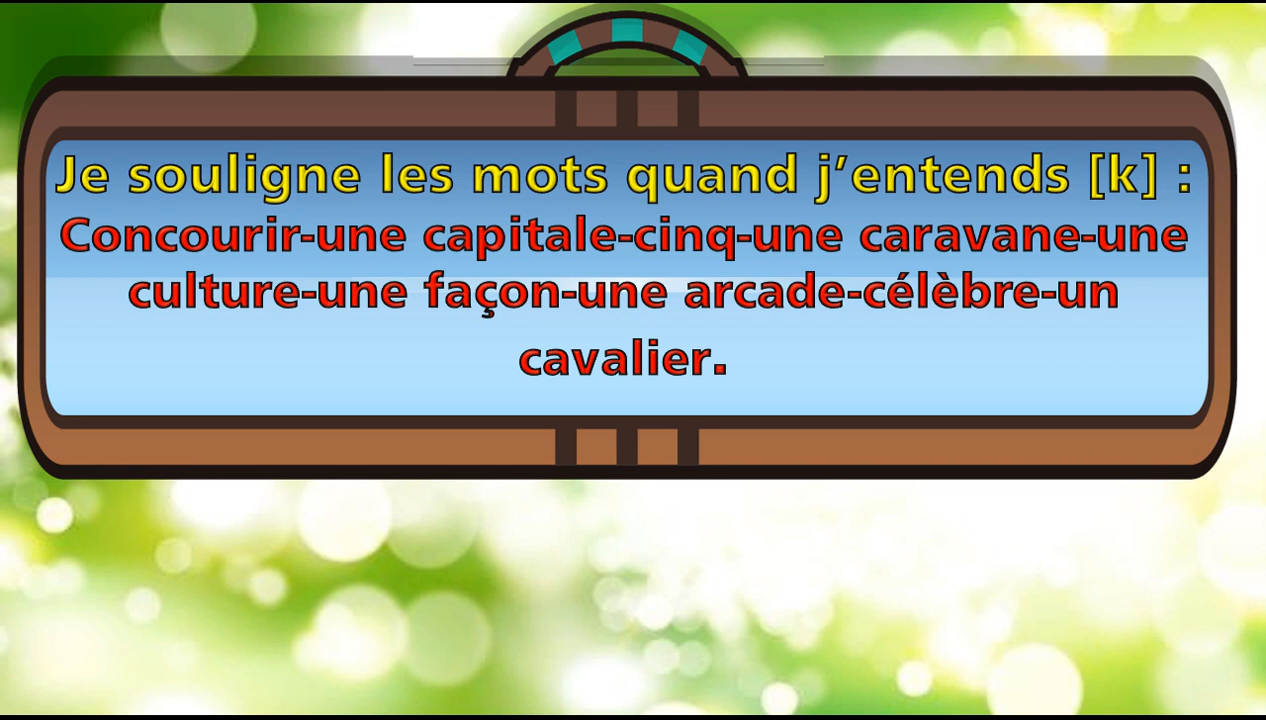 Je souligne les mots quand j’entends [k] :
Concourir-une capitale-cinq-une caravane-une
culture-une façon-une arcade-célèbre-un
cavalier.